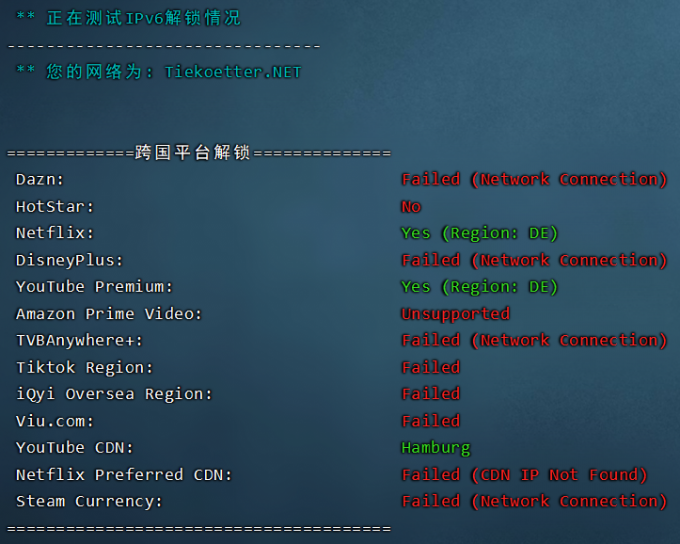 ** 正在测试IPv6解锁情况
--------------------------------
** 您的网络为: Tiekoetter.NET
=============跨国平台解锁==============
Dazn: Failed (Network Connection)
HotStar: No
Netflix: Yes (Region: DE)
DisneyPlus: Failed (Network Connection)
YouTube Premium: Yes (Region: DE)
Amazon Prime Video: Unsupported
TVBAnywhere+: Failed (Network Connection)
Tiktok Region: Failed
iQyi Oversea Region: Failed
Viu.com: Failed
YouTube CDN: Hamburg
Netflix Preferred CDN: Failed (CDN IP Not Found)
Steam Currency: Failed (Network Connection)
=======================================